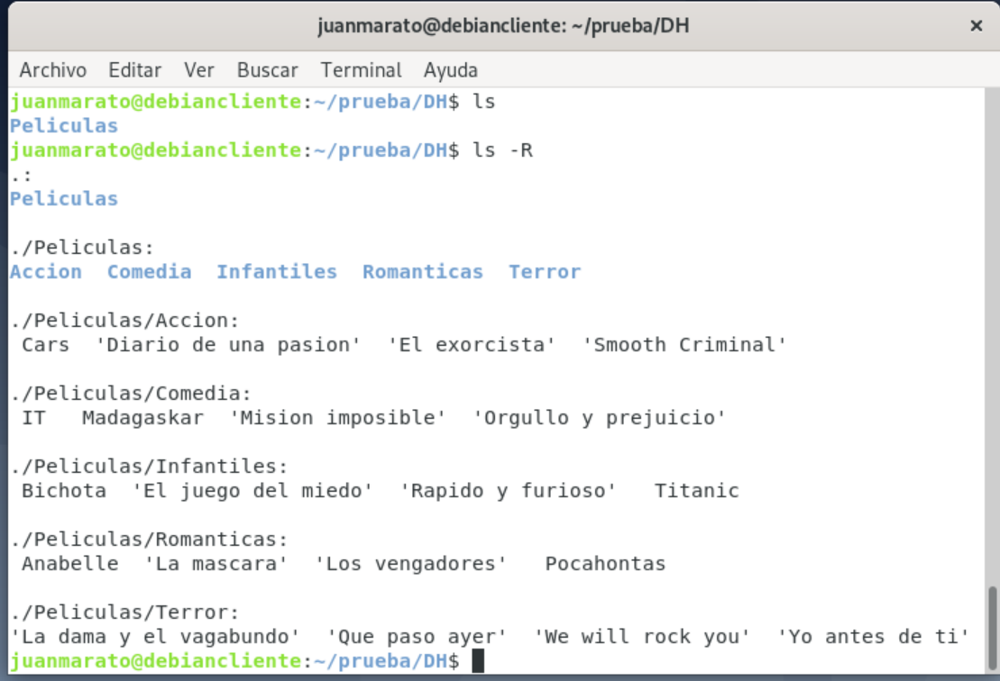 juanmarato@debiancliente: ~/prueba/DH ×
Archivo Editar Ver Buscar Terminal Ayuda
juanmarato@debiancliente:~/prueba/DH$ ls
Peliculas
juanmarato@debiancliente:~/prueba/DH$ ls -R
.:
Peliculas
./Peliculas:
Accion Comedia Infantiles Romanticas Terror
./Peliculas/Accion:
Cars 'Diario de una pasion' 'El exorcista' 'Smooth Criminal'
./Peliculas/Comedia:
IT Madagaskar 'Mision imposible' 'Orgullo y prejuicio'
./Peliculas/Infantiles:
Bichota 'El juego del miedo' 'Rapido y furioso' Titanic
./Peliculas/Romanticas:
Anabelle 'La mascara' 'Los vengadores' Pocahontas
./Peliculas/Terror:
'La dama y el vagabundo' 'Que paso ayer' 'We will rock you' 'Yo antes de ti'
juanmarato@debiancliente:~/prueba/DH$